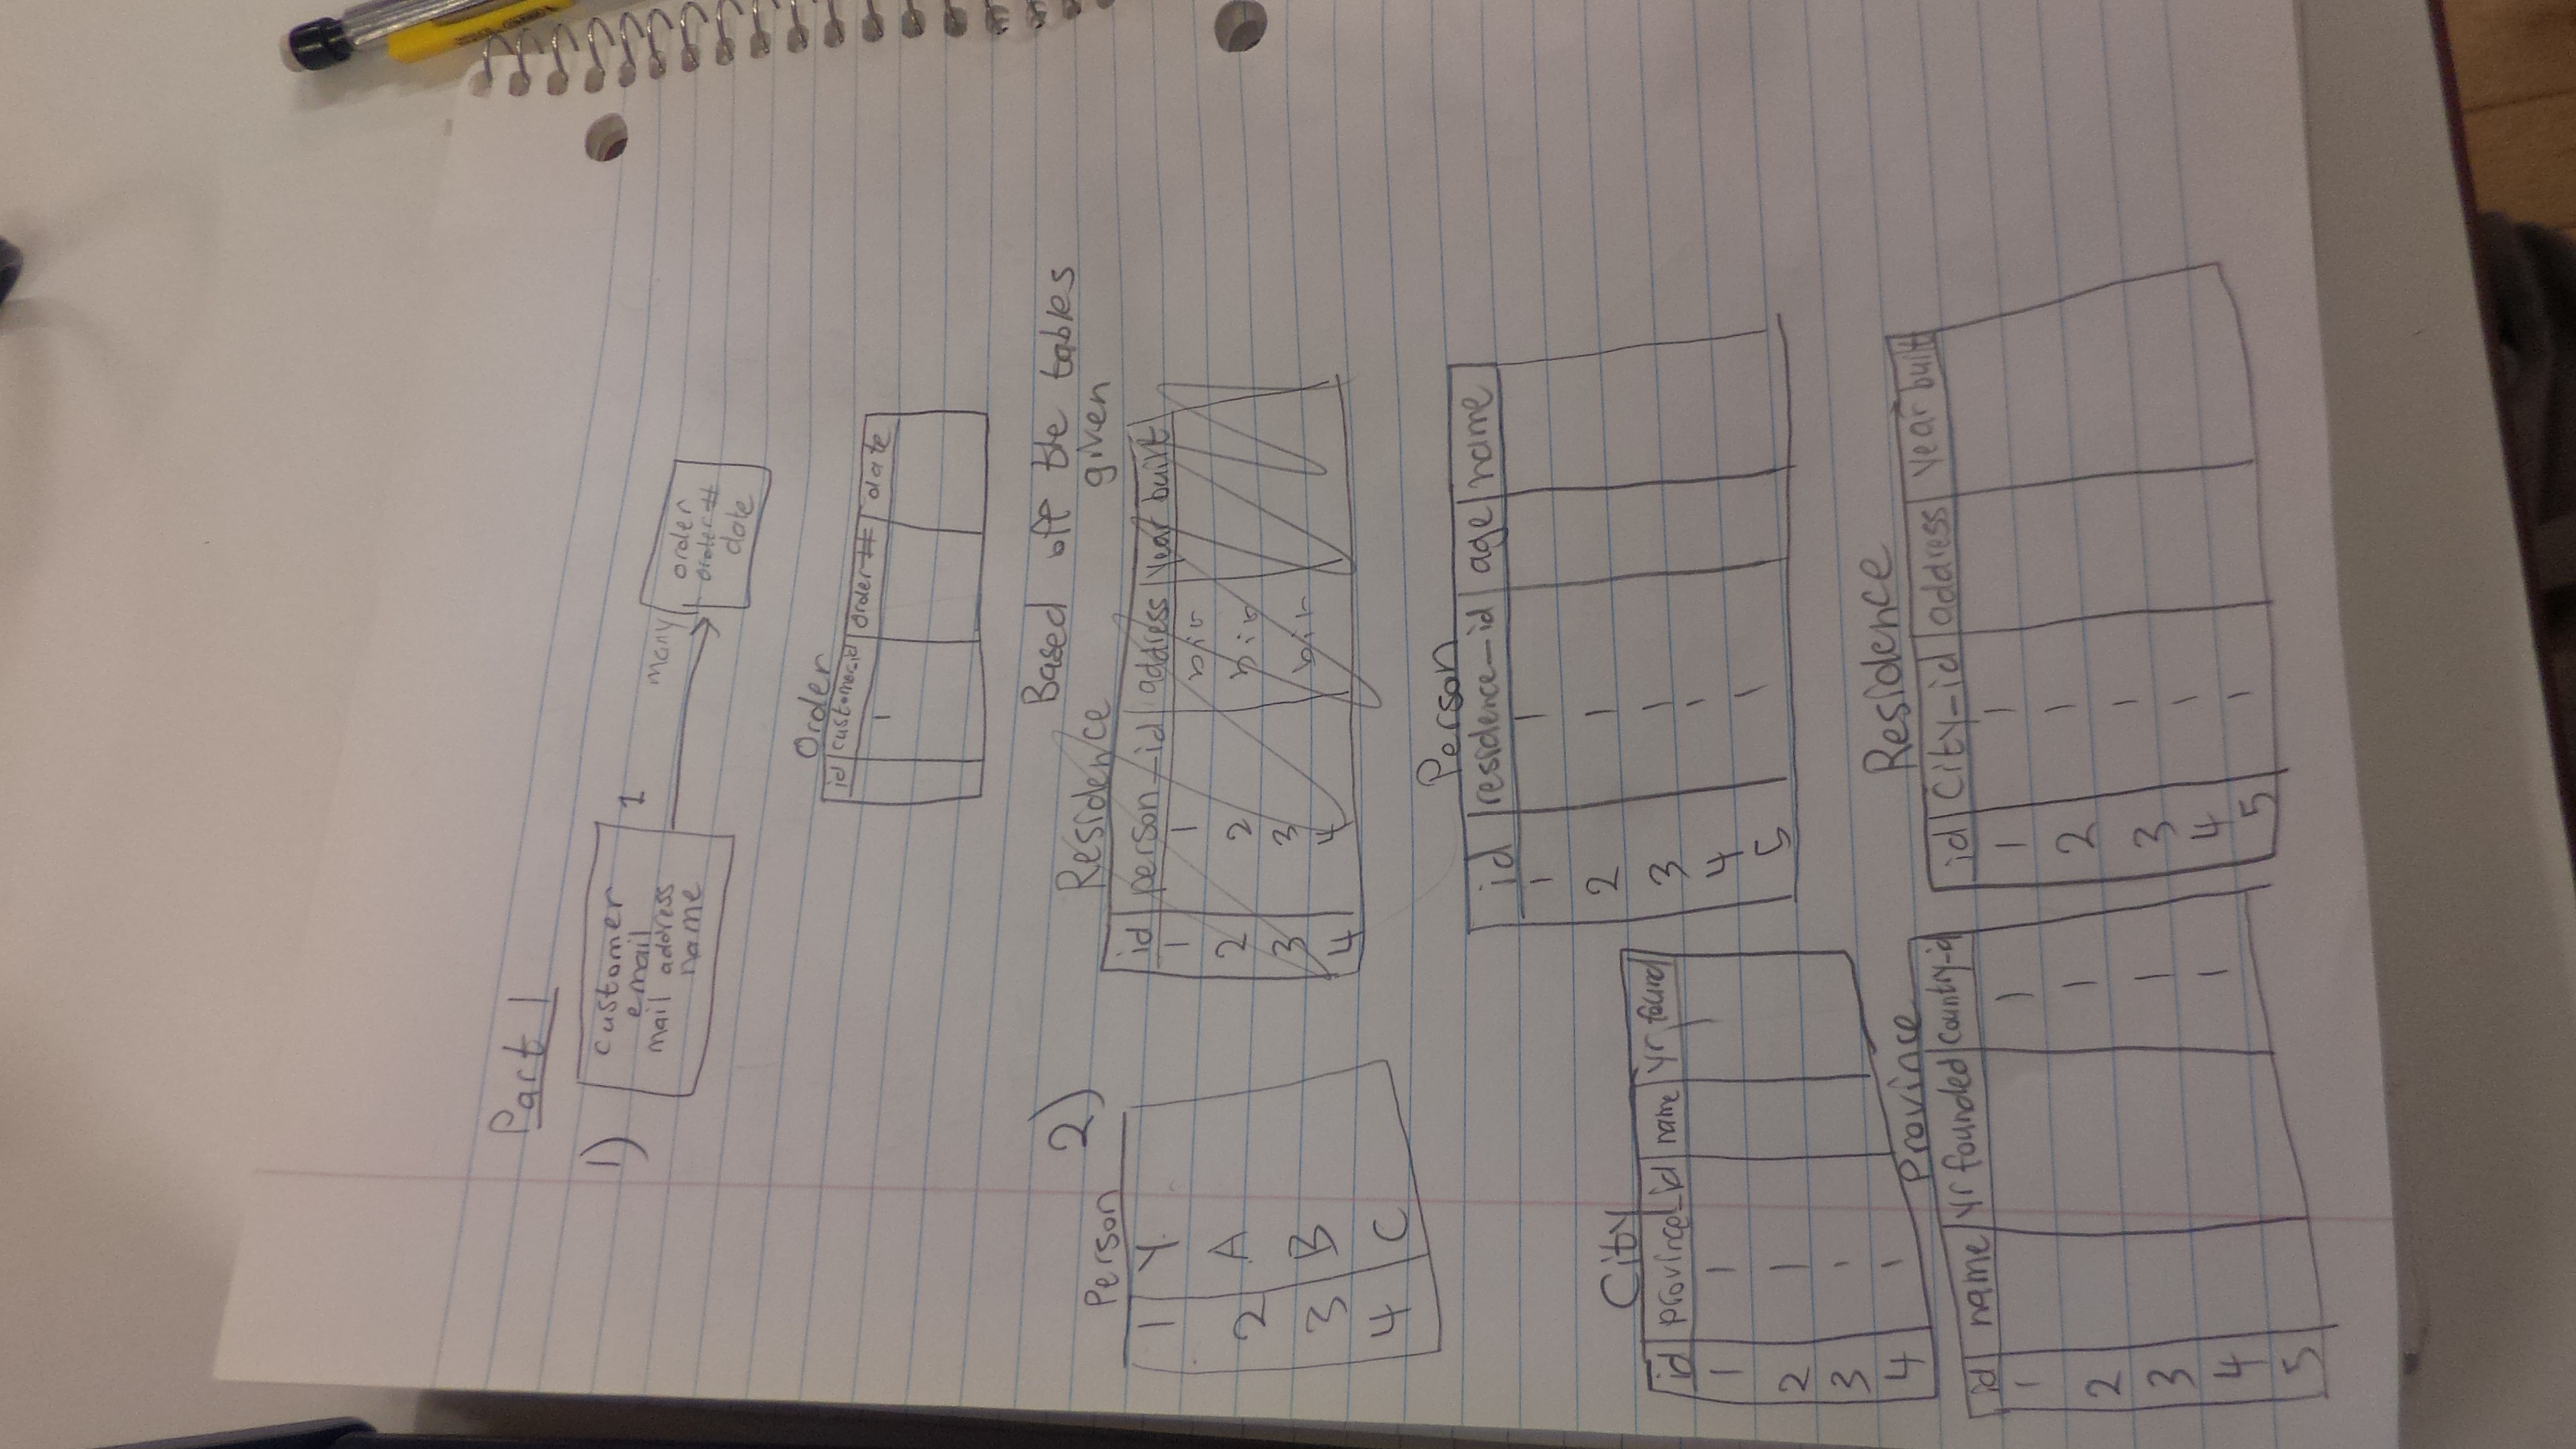 Part 1
1)
customer
email
mail address
name
1
many
order
order #
date
Order
id customer_id order # date
1
2)
Based off the tables
given
Person
1 Y
2 A
3 B
4 C
Residence
id person_id address year built
1 1
2 2
3 3
4 4
Person
id residence_id age name
1 1
2 1
3 1
4 1
5 1
City
id province_id name yr found
1 1
2 1
3 1
4 1
Province
id name yr founded country_id
1 1
2 1
3 1
4 1
5
Residence
id City_id address year built
1 1
2 1
3 1
4 1
5 1